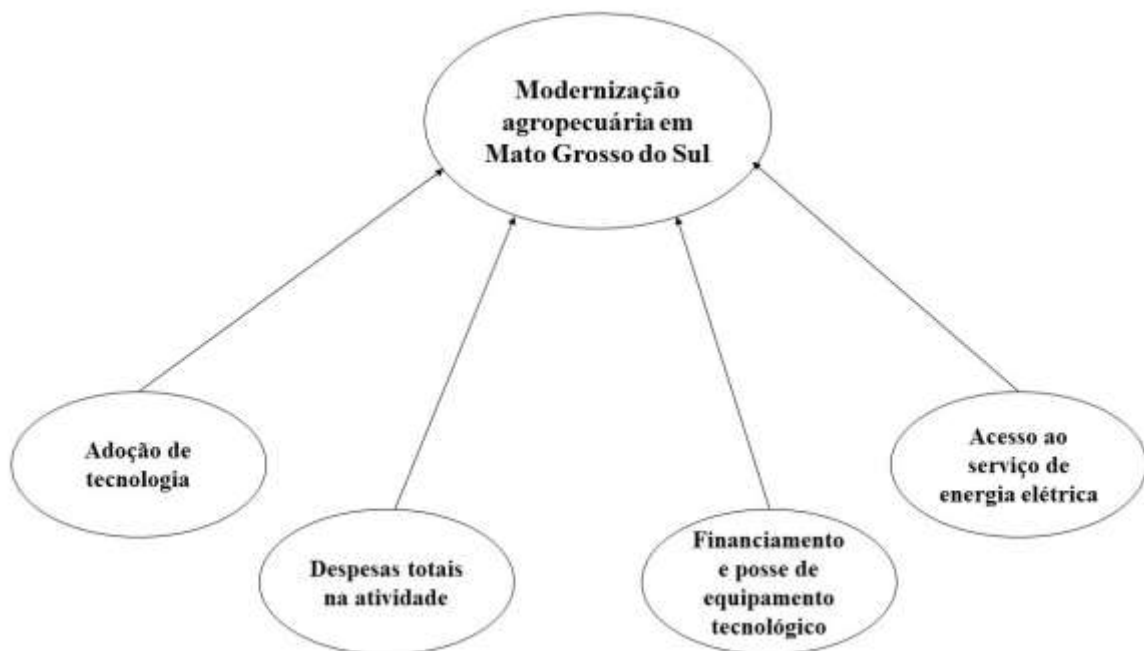 Modernização
agropecuária em
Mato Grosso do Sul
Adoção de
tecnologia
Despesas totais
na atividade
Financiamento
e posse de
equipamento
tecnológico
Acesso ao
serviço de
energia elétrica